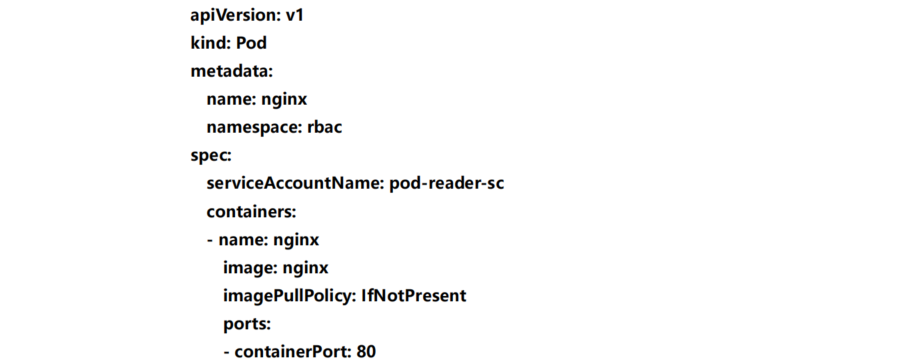 apiVersion: v1
kind: Pod
metadata:
  name: nginx
  namespace: rbac
spec:
  serviceAccountName: pod-reader-sc
  containers:
  - name: nginx
    image: nginx
    imagePullPolicy: IfNotPresent
    ports:
    - containerPort: 80